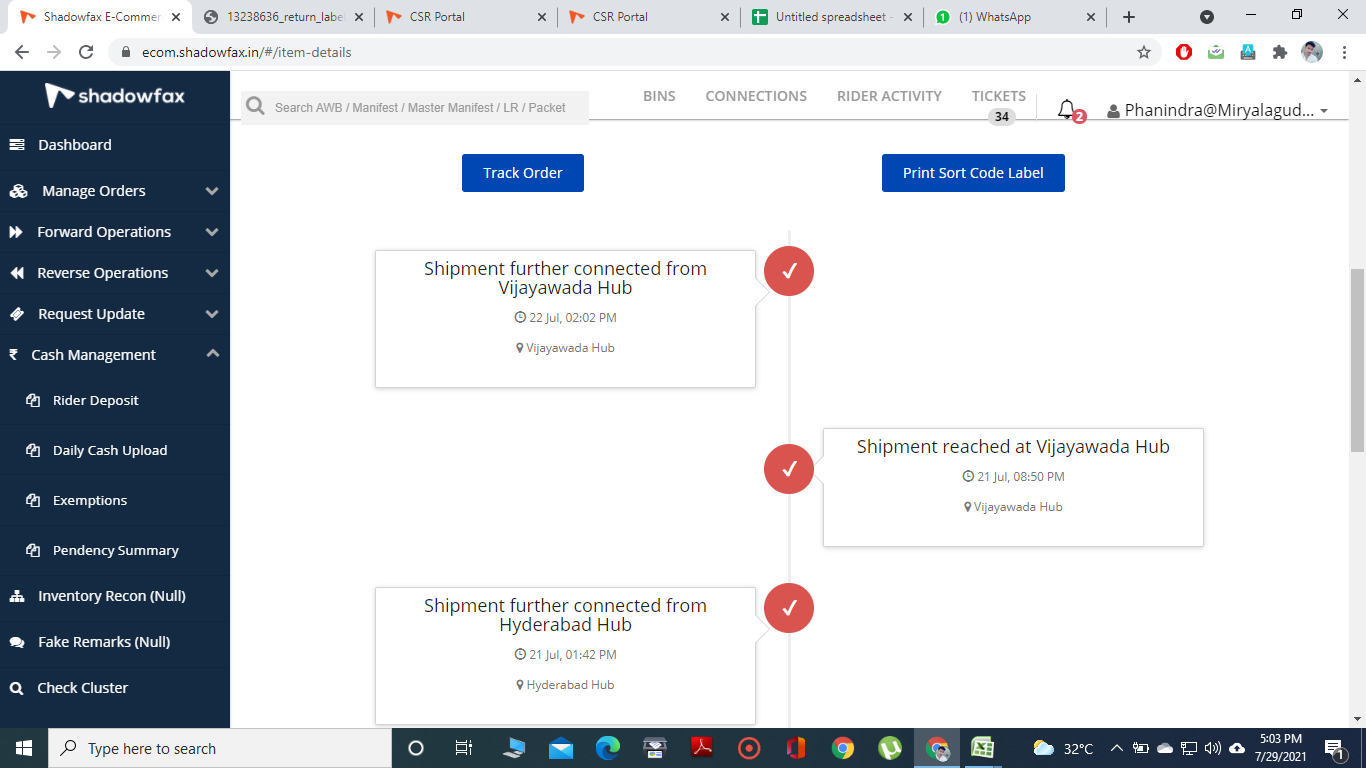 Shadowfax E-Commer
13238636_return_labe
CSR Portal
CSR Portal
Untitled spreadsheet -
(1) WhatsApp
ecom.shadowfax.in/#/item-details
shadowfax
Search AWB / Manifest / Master Manifest / LR / Packet
BINS
CONNECTIONS
RIDER ACTIVITY
TICKETS
34
2
Phanindra@Miryalagud...
Dashboard
Manage Orders
Forward Operations
Reverse Operations
Request Update
₹ Cash Management
Rider Deposit
Daily Cash Upload
Exemptions
Pendency Summary
Inventory Recon (Null)
Fake Remarks (Null)
Check Cluster
Track Order
Print Sort Code Label
Shipment further connected from
Vijayawada Hub
22 Jul, 02:02 PM
Vijayawada Hub
Shipment reached at Vijayawada Hub
21 Jul, 08:50 PM
Vijayawada Hub
Shipment further connected from
Hyderabad Hub
21 Jul, 01:42 PM
Hyderabad Hub
Type here to search
32°C
5:03 PM
7/29/2021
1